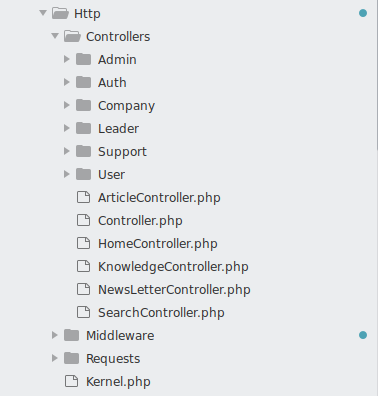 Http
Controllers
Admin
Auth
Company
Leader
Support
User
ArticleController.php
Controller.php
HomeController.php
KnowledgeController.php
NewsLetterController.php
SearchController.php
Middleware
Requests
Kernel.php